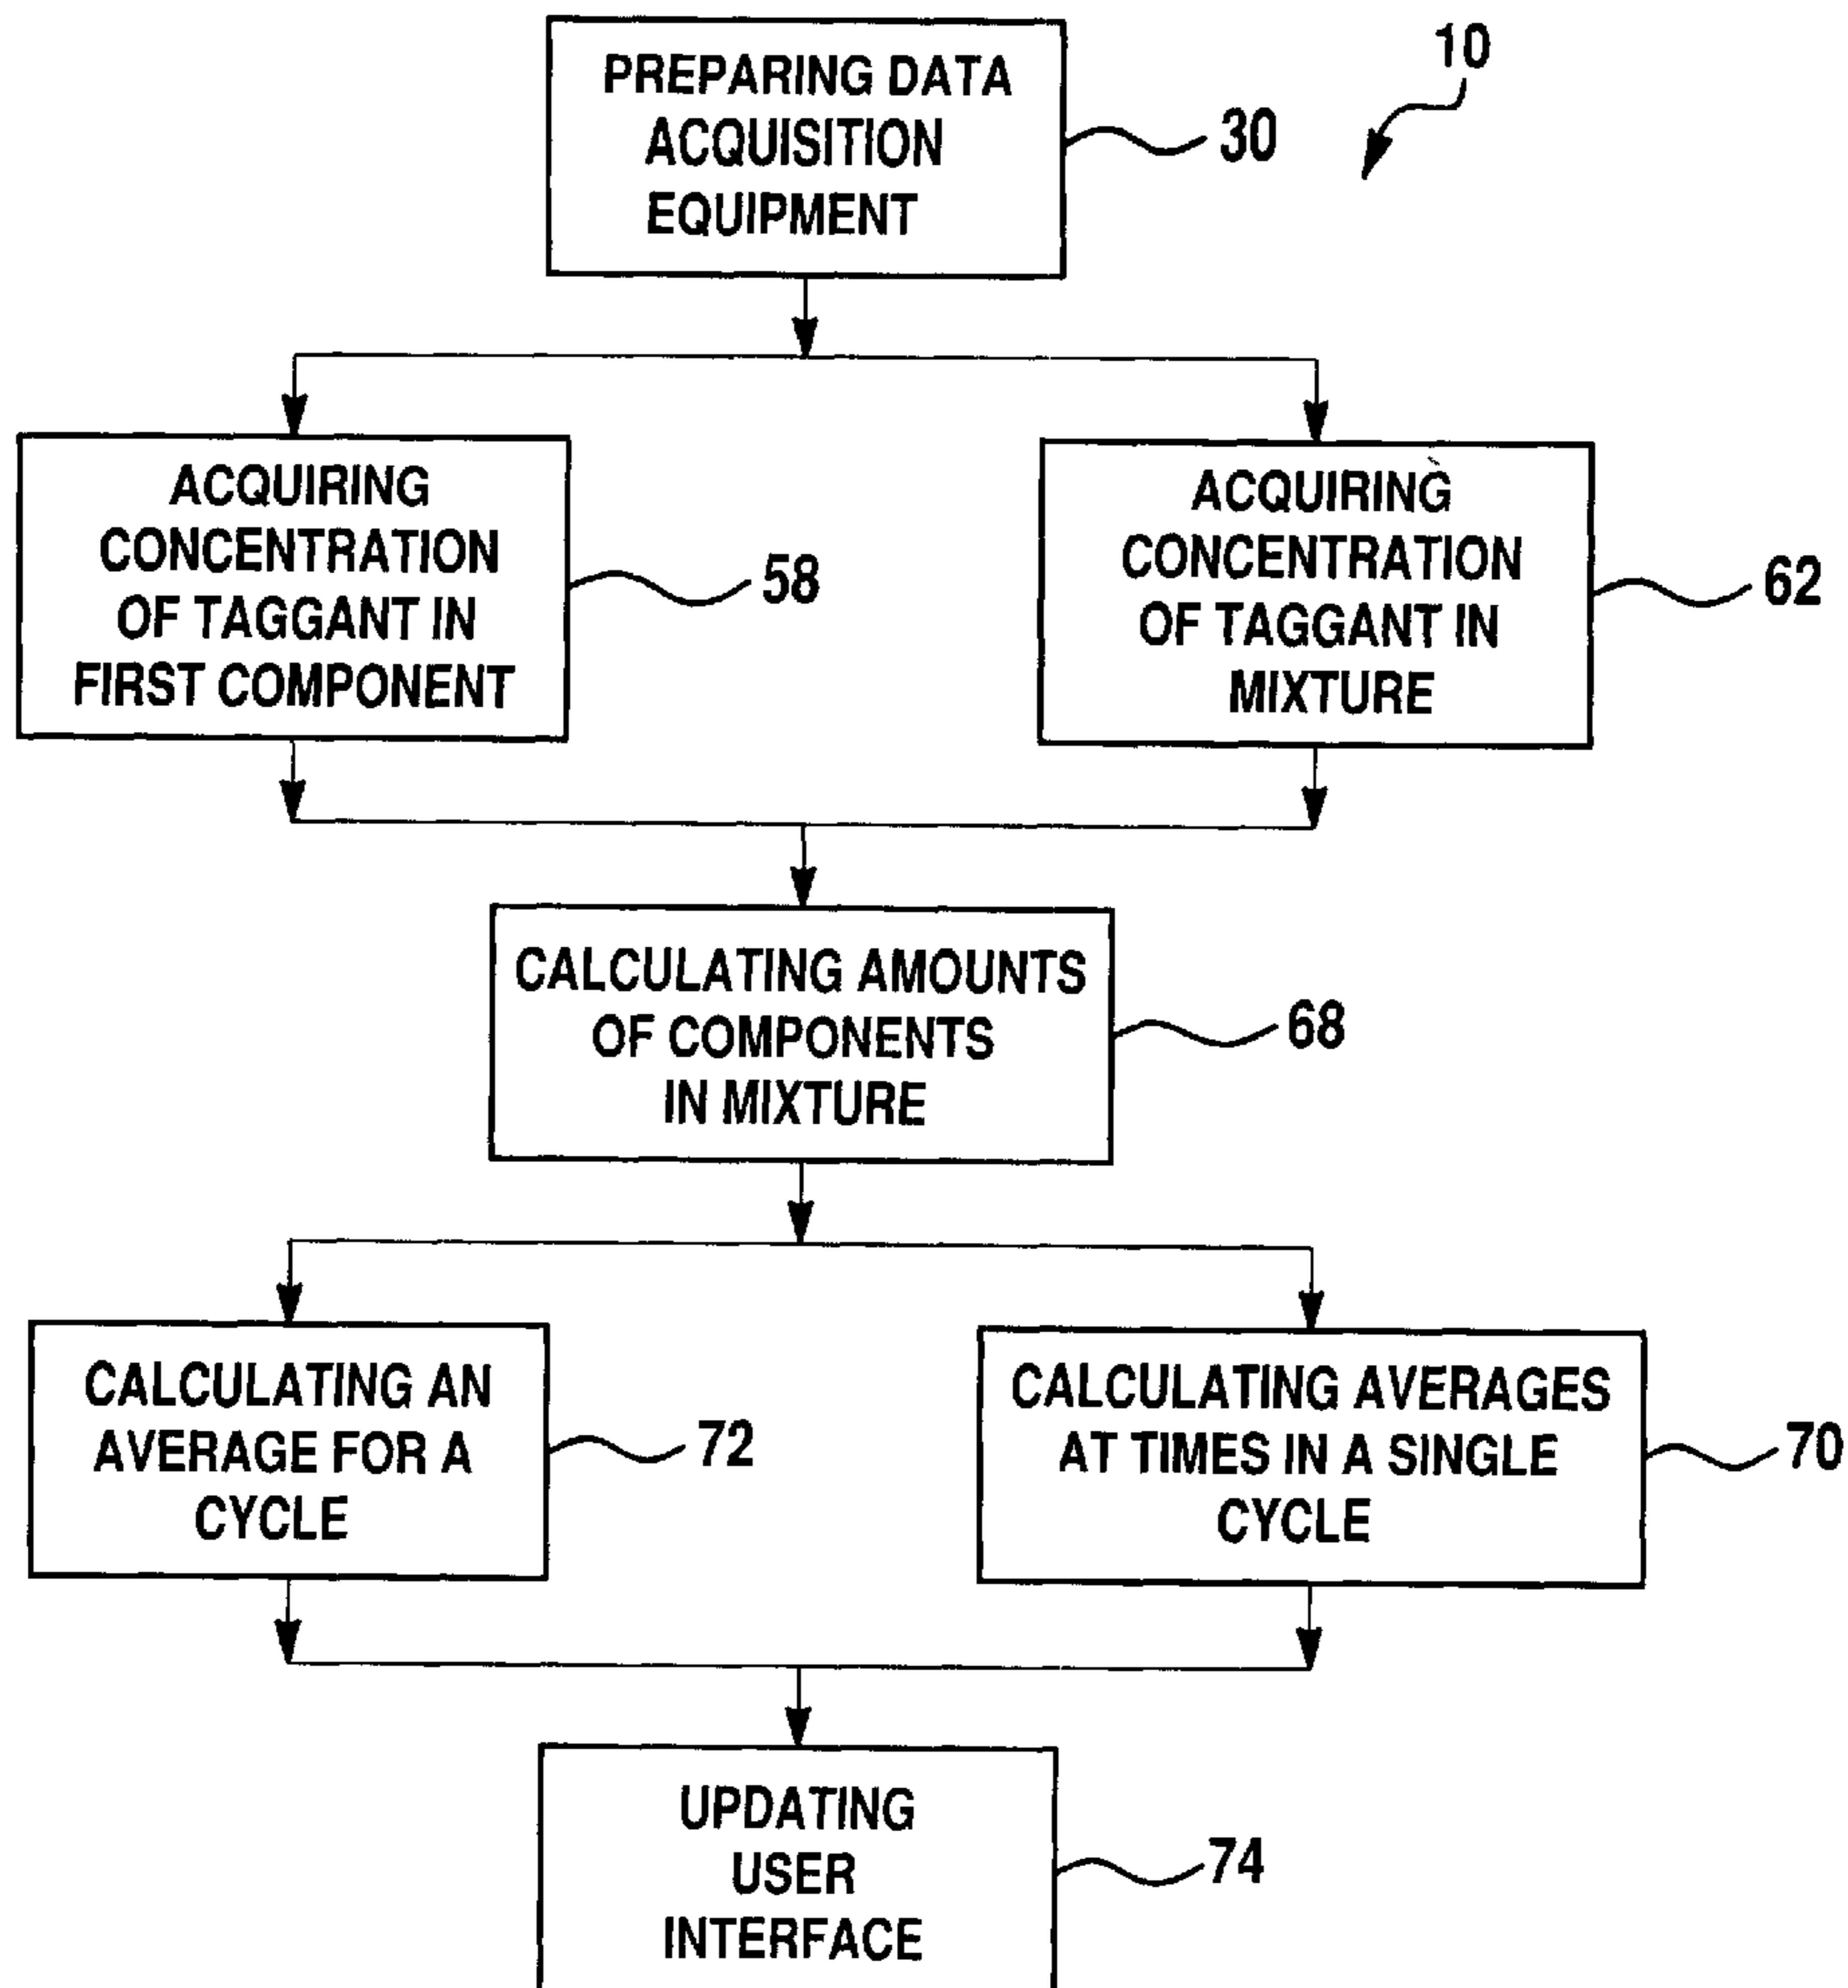 10
PREPARING DATA
ACQUISITION
EQUIPMENT
30
ACQUIRING
CONCENTRATION
OF TAGGANT IN
FIRST COMPONENT
58
ACQUIRING
CONCENTRATION
OF TAGGANT IN
MIXTURE
62
CALCULATING AMOUNTS
OF COMPONENTS
IN MIXTURE
68
CALCULATING AN
AVERAGE FOR A
CYCLE
72
CALCULATING AVERAGES
AT TIMES IN A SINGLE
CYCLE
70
UPDATING
USER
INTERFACE
74